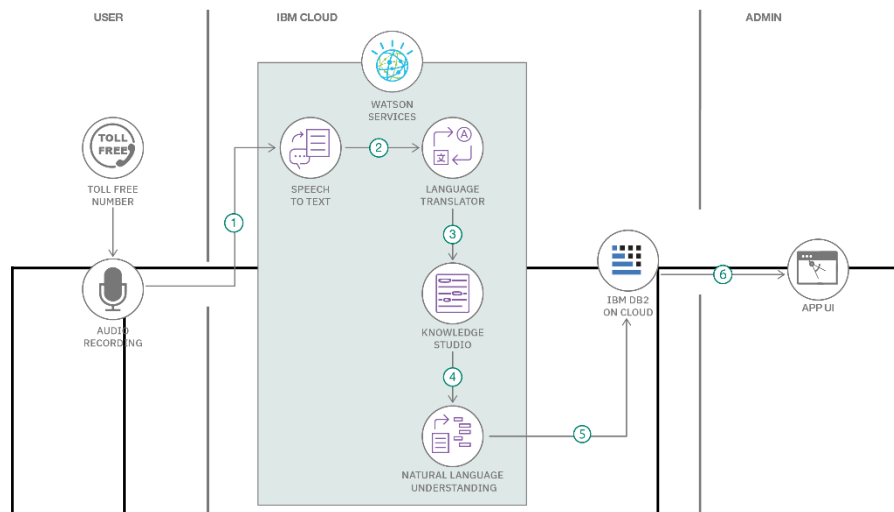 USER
IBM CLOUD
ADMIN
WATSON
SERVICES
TOLL
FREE
TOLL FREE
NUMBER
1
SPEECH
TO TEXT
2
A
文
LANGUAGE
TRANSLATOR
3
AUDIO
RECORDING
KNOWLEDGE
STUDIO
4
NATURAL LANGUAGE
UNDERSTANDING
5
IBM DB2
ON CLOUD
6
APP UI